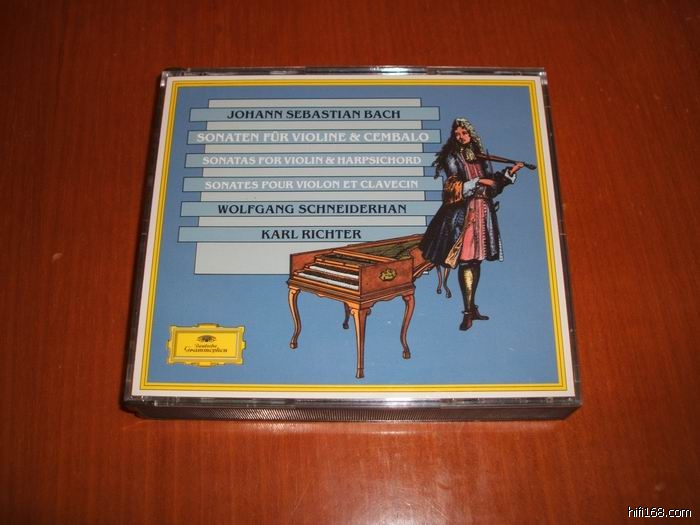 JOHANN SEBASTIAN BACH
SONATEN FÜR VIOLINE & CEMBALO
SONATAS FOR VIOLIN & HARPSICHORD
SONATES POUR VIOLON ET CLAVECIN
WOLFGANG SCHNEIDERHAN
KARL RICHTER
Deutsche
Grammophon
hifi168.com